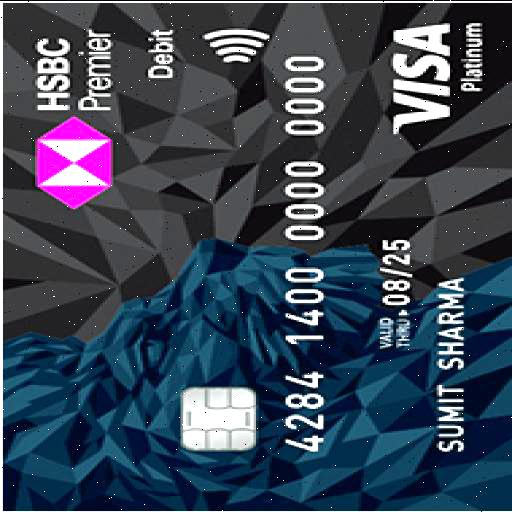 HSBC
Premier
Debit
VISA
Platinum
4284 1400 0000 0000
VALID
THRU ▸ 08/25
SUMIT SHARMA